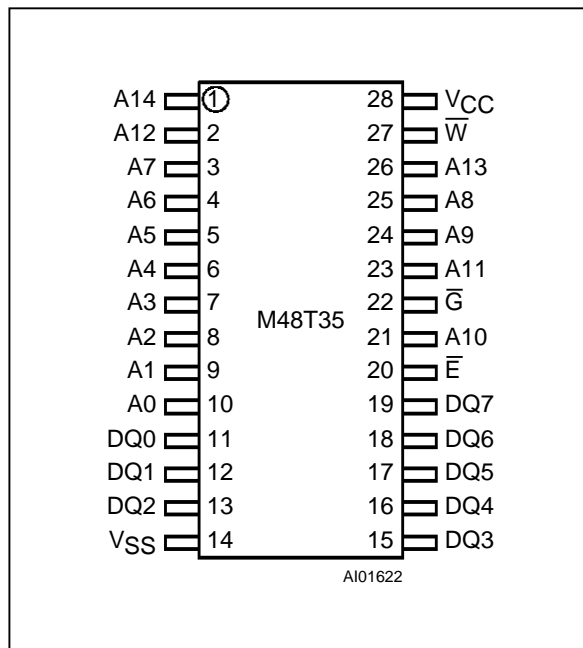 A14 1 28 VCC
A12 2 27 W̅
A7 3 26 A13
A6 4 25 A8
A5 5 24 A9
A4 6 23 A11
A3 7 22 G̅
A2 8 21 A10
A1 9 20 E̅
A0 10 19 DQ7
DQ0 11 18 DQ6
DQ1 12 17 DQ5
DQ2 13 16 DQ4
VSS 14 15 DQ3
M48T35
AI01622